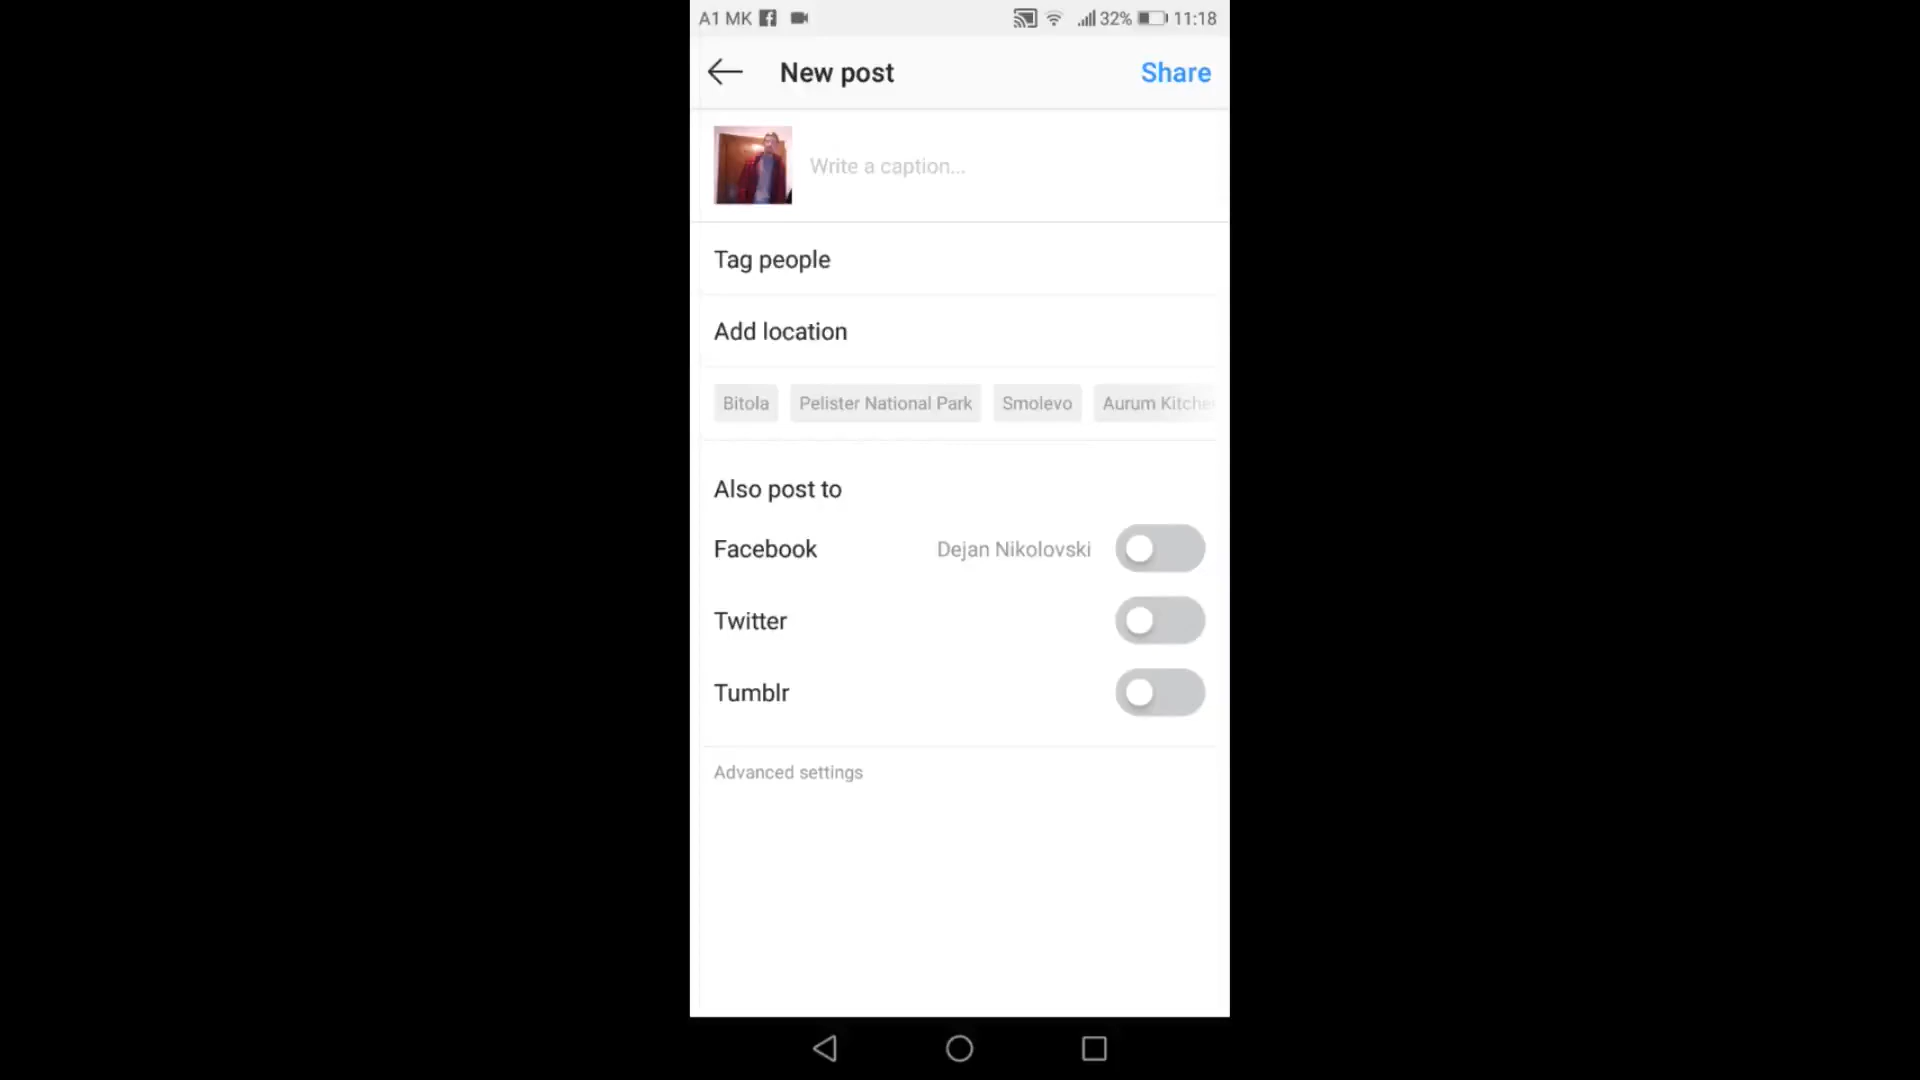 A1 MK 32% 11:18
New post Share
Write a caption...
Tag people
Add location
Bitola Pelister National Park Smolevo Aurum Kitche
Also post to
Facebook Dejan Nikolovski
Twitter
Tumblr
Advanced settings